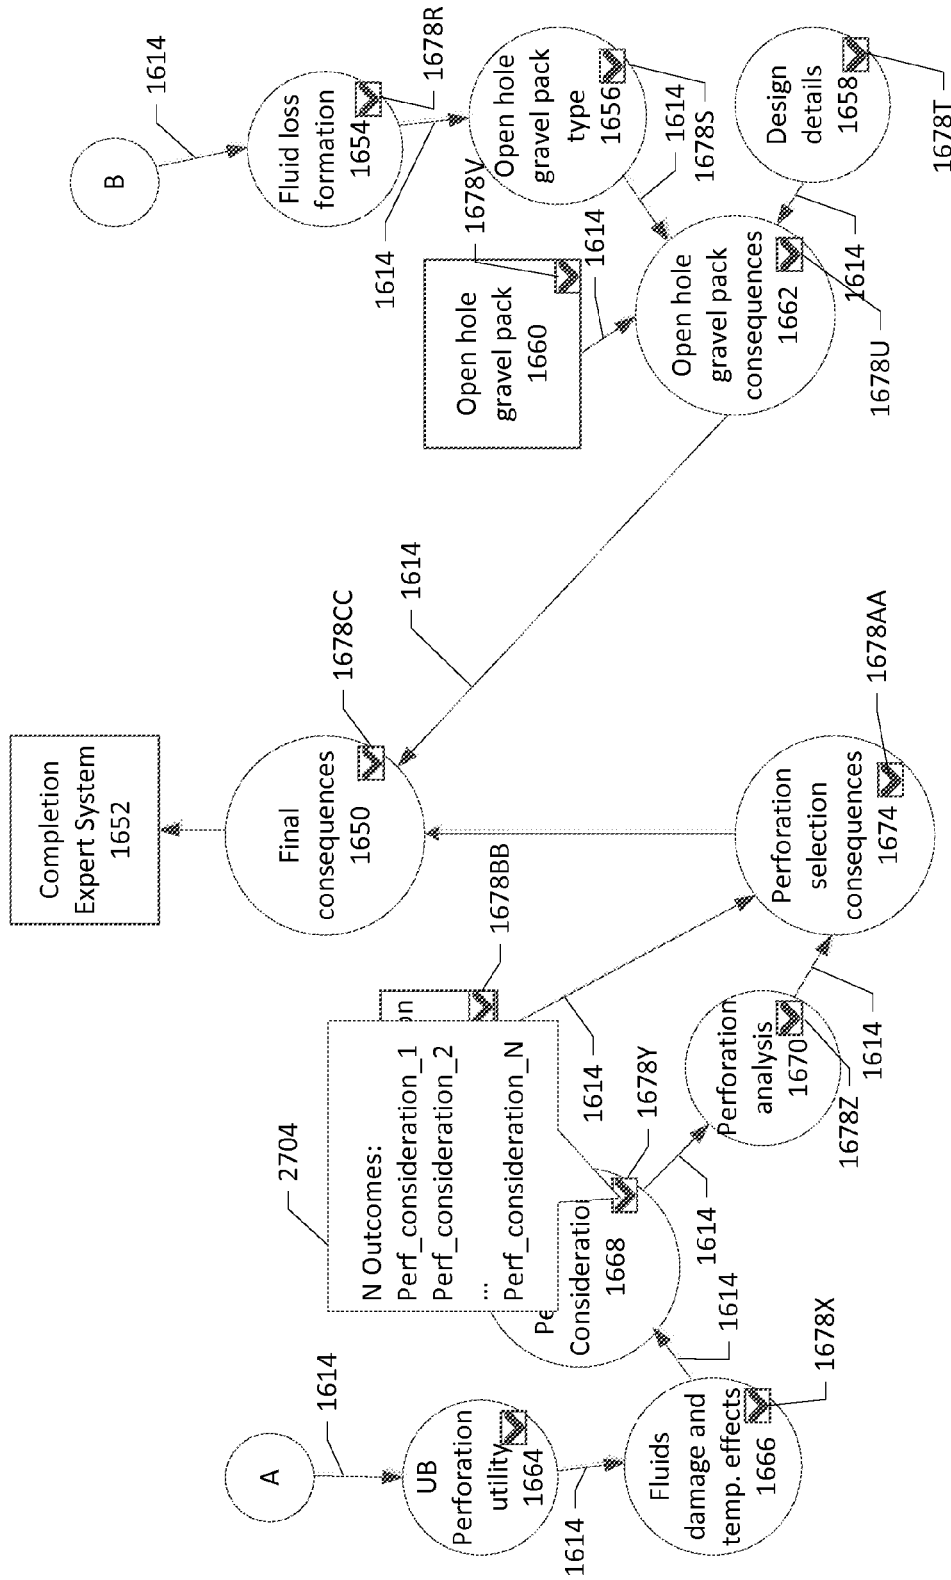 B
1614
Fluid loss
formation
1654
1678R
1614
Open hole
gravel pack
type
1656
1614
1678S
Design
details
1658
1678T
1614
1678V
Open hole
gravel pack
1660
1614
Open hole
gravel pack
consequences
1662
1678U
1614
Completion
Expert System
1652
Final
consequences
1650
1678CC
1678BB
on
2704
N Outcomes:
Perf_consideration_1
Perf_consideration_2
...
Perf_consideration_N
1614
Pe
Consideration
1668
1678Y
1614
Perforation
analysis
1670
1678Z
1614
Perforation
selection
consequences
1674
1678AA
A
1614
UB
Perforation
utility
1664
1614
Fluids
damage and
temp. effects
1666
1678X
1614